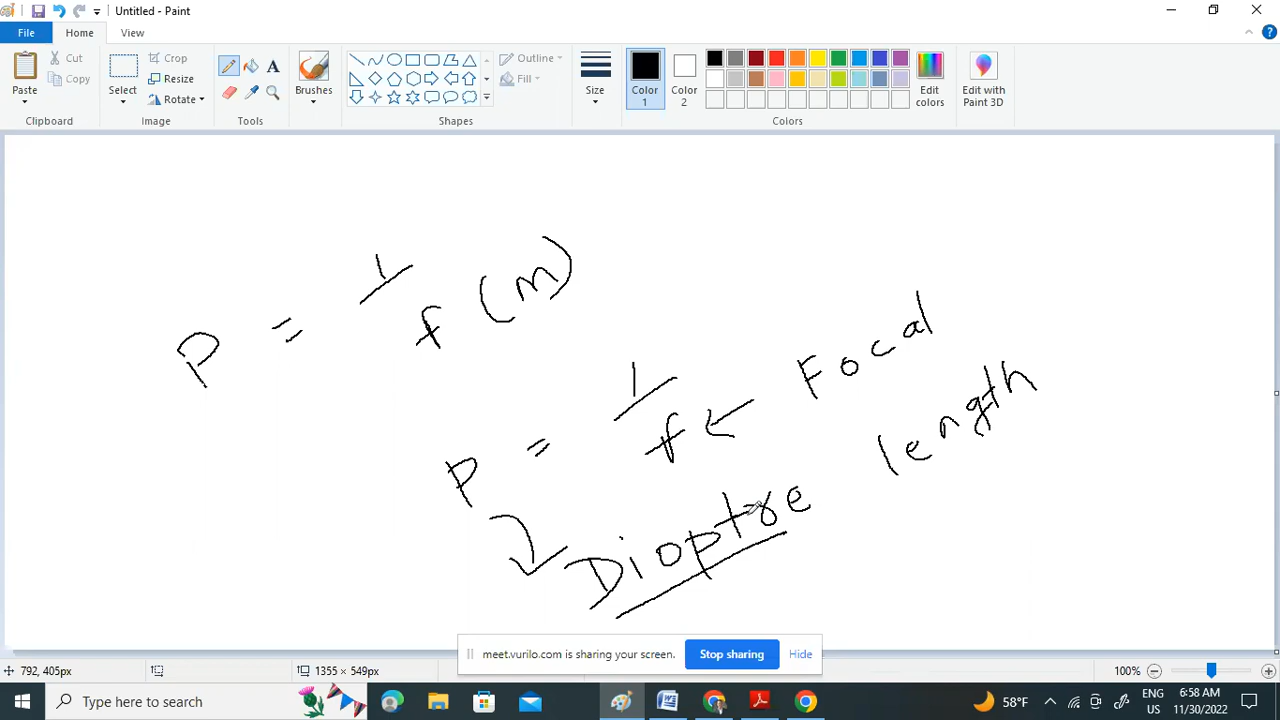 Untitled - Paint
File Home View
Paste Cut Copy Clipboard
Select Crop Resize Rotate Image
Tools
Brushes
Outline Fill Shapes
Size
Color 1 Color 2 Edit colors Colors
Edit with Paint 3D
P = 1/f (m)
P = 1/f ← Focal length
Dioptre
meet.vurilo.com is sharing your screen. Stop sharing Hide
792, 405px 1355 × 549px 100%
Type here to search 58°F ENG US 6:58 AM 11/30/2022